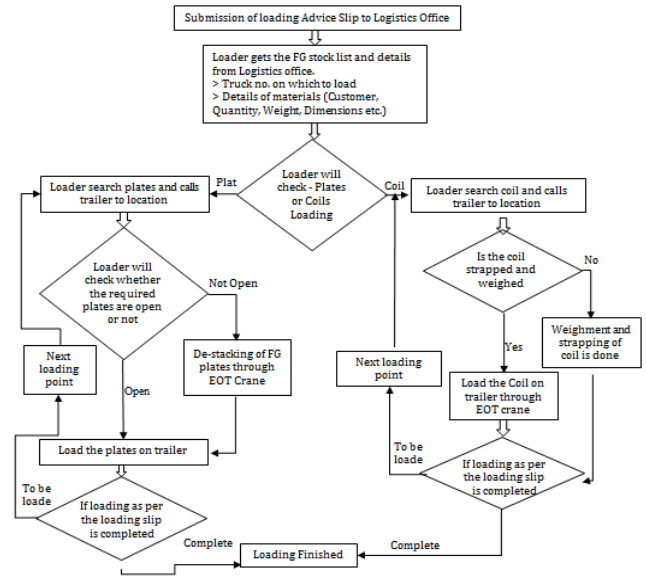 Submission of loading Advice Slip to Logistics Office
Loader gets the FG stock list and details
from Logistics office.
> Truck no. on which to load
> Details of materials (Customer,
Quantity, Weight, Dimensions etc.)
Loader will
check - Plates
or Coils
Loading
Plat
Coil
Loader search plates and calls
trailer to location
Loader search coil and calls
trailer to location
Loader will
check whether
the required
plates are open
or not
Not Open
Is the coil
strapped and
weighed
No
Next
loading
point
De-stacking of FG
plates through
EOT Crane
Next loading
point
Yes
Weighment and
strapping of
coil is done
Open
Load the Coil on
trailer through
EOT crane
Load the plates on trailer
To be
loade
If loading as per
the loading slip
is completed
To be
loade
If loading as per
the loading slip
is completed
Complete
Loading Finished
Complete